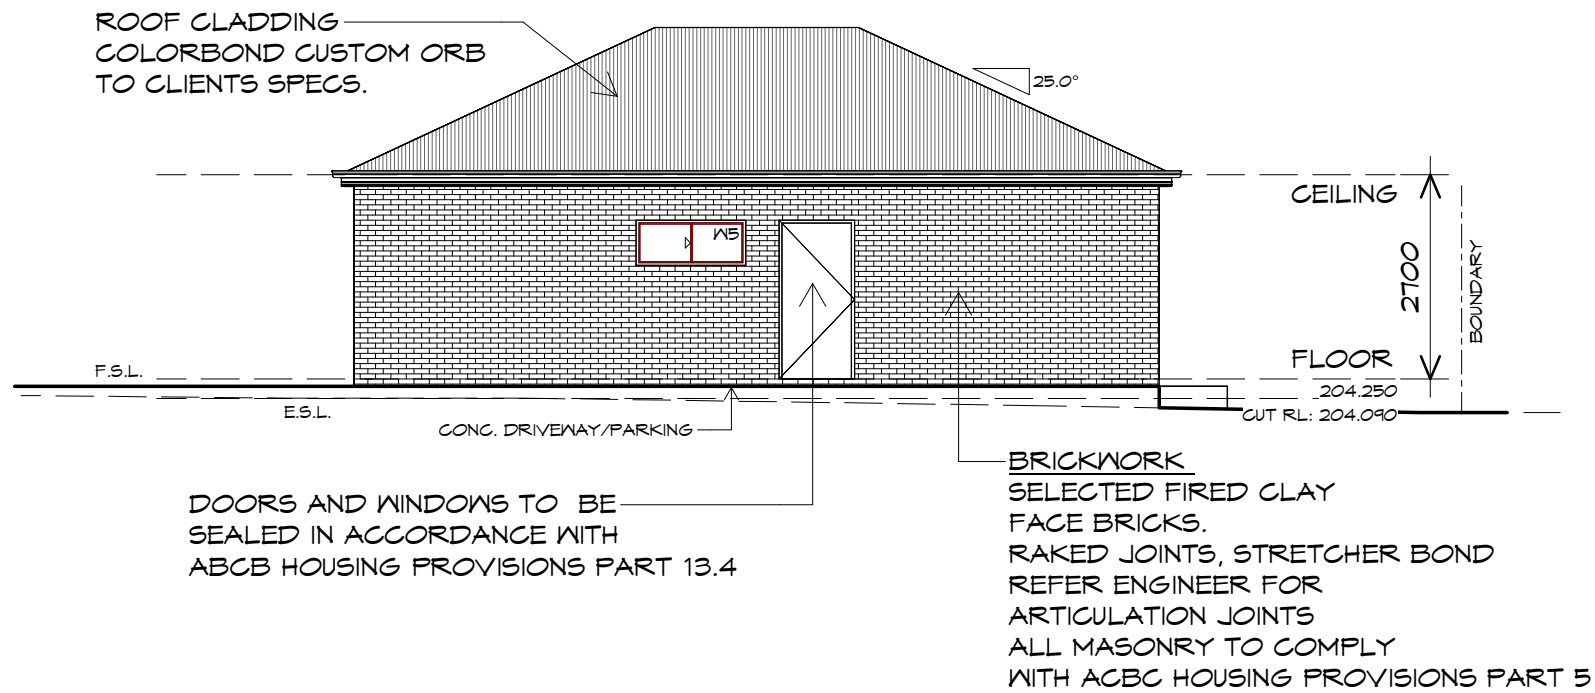 ROOF CLADDING
COLORBOND CUSTOM ORB
TO CLIENTS SPECS.
25.0°
W5
CEILING
2700
BOUNDARY
FLOOR
F.S.L.
204.250
E.S.L.
CUT RL: 204.090
CONC. DRIVEWAY/PARKING
DOORS AND WINDOWS TO BE
SEALED IN ACCORDANCE WITH
ABCB HOUSING PROVISIONS PART 13.4
BRICKWORK
SELECTED FIRED CLAY
FACE BRICKS.
RAKED JOINTS, STRETCHER BOND
REFER ENGINEER FOR
ARTICULATION JOINTS
ALL MASONRY TO COMPLY
WITH ACBC HOUSING PROVISIONS PART 5